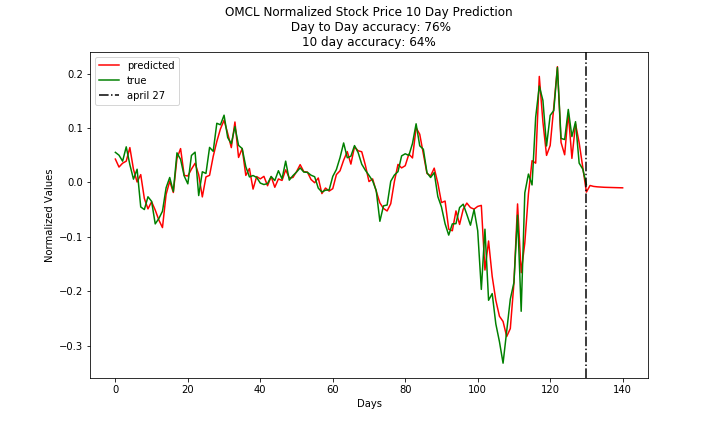 OMCL Normalized Stock Price 10 Day Prediction
Day to Day accuracy: 76%
10 day accuracy: 64%
predicted
true
april 27
Normalized Values
0.2
0.1
0.0
−0.1
−0.2
−0.3
0
20
40
60
80
100
120
140
Days